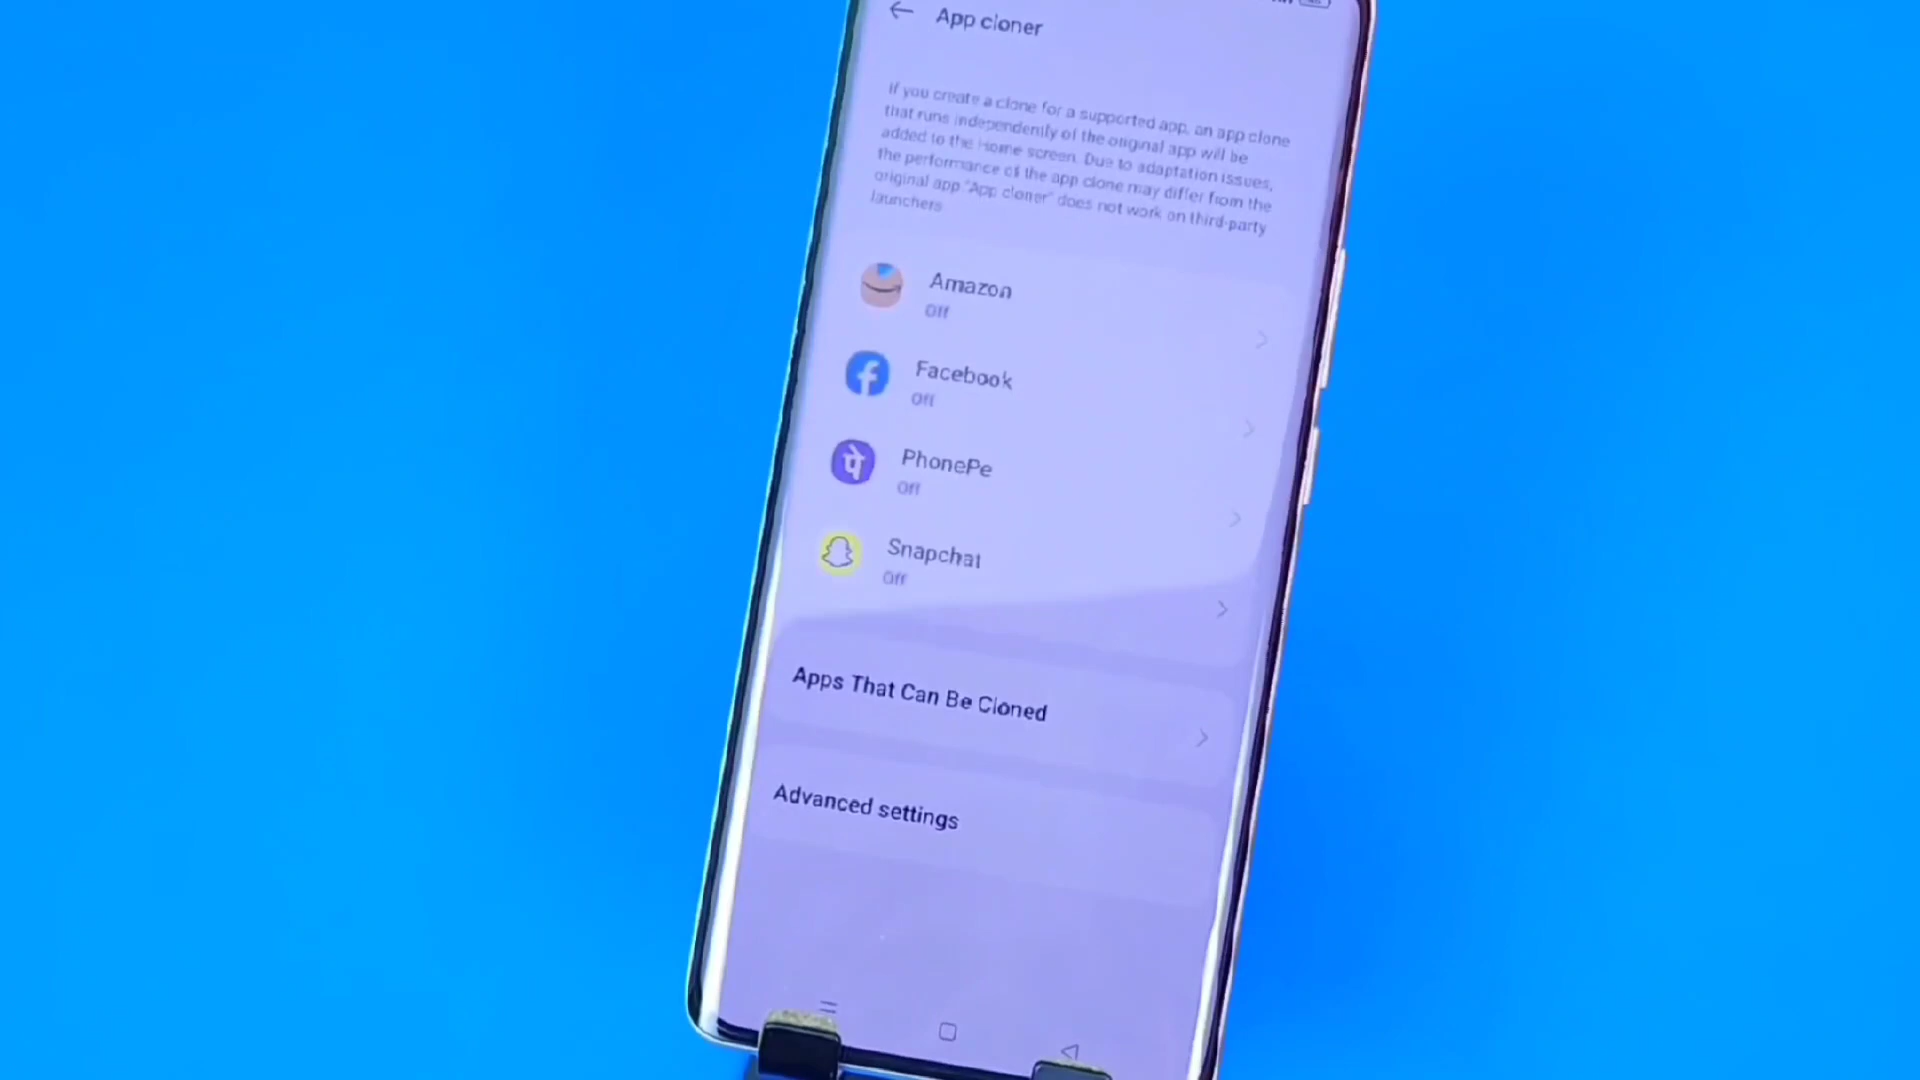 App cloner
If you create a clone for a supported app, an app clone
that runs independently of the original app will be
added to the Home screen. Due to adaptation issues,
the performance of the app clone may differ from the
original app "App cloner" does not work on third-party
launchers
Amazon
Off
Facebook
Off
पे
PhonePe
Off
Snapchat
Off
Apps That Can Be Cloned
Advanced settings